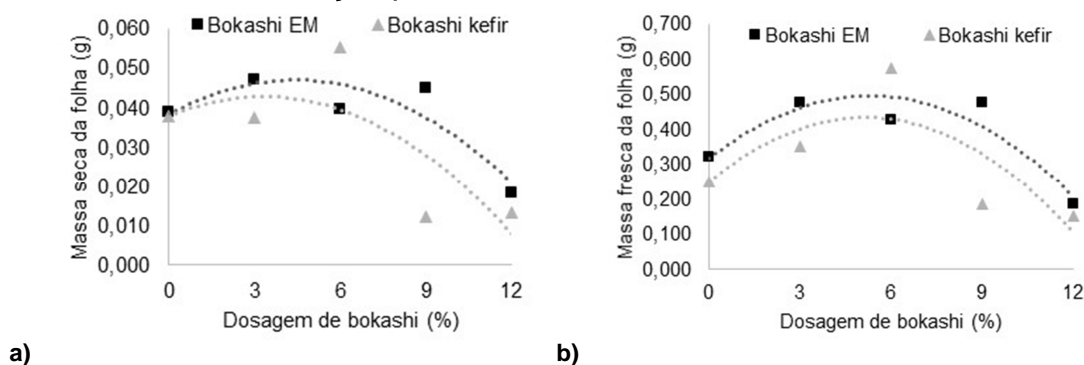 Massa seca da folha (g)
0,060
0,050
0,040
0,030
0,020
0,010
0,000
Bokashi EM
Bokashi kefir
0 3 6 9 12
Dosagem de bokashi (%)
a)
Massa fresca da folha (g)
0,700
0,600
0,500
0,400
0,300
0,200
0,100
0,000
Bokashi EM
Bokashi kefir
0 3 6 9 12
Dosagem de bokashi (%)
b)